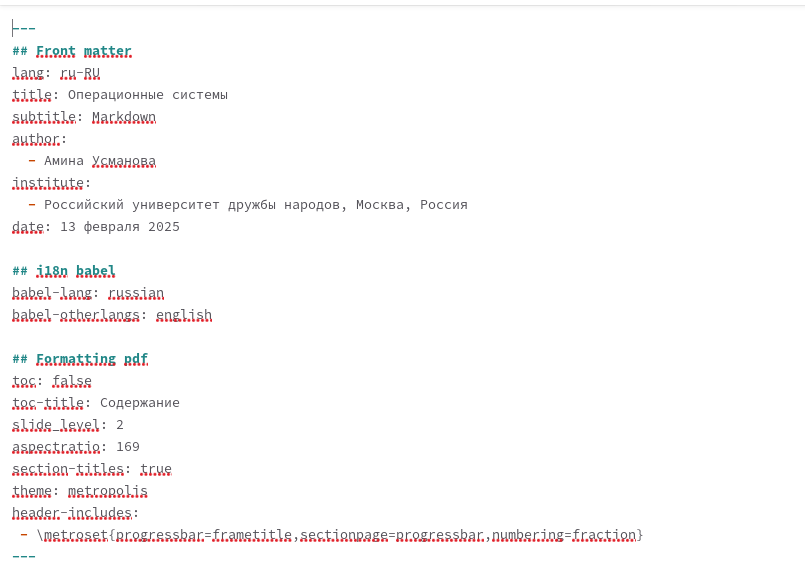 ---
## Front matter
lang: ru-RU
title: Операционные системы
subtitle: Markdown
author:
  - Амина Усманова
institute:
  - Российский университет дружбы народов, Москва, Россия
date: 13 февраля 2025

## i18n babel
babel-lang: russian
babel-otherlangs: english

## Formatting pdf
toc: false
toc-title: Содержание
slide_level: 2
aspectratio: 169
section-titles: true
theme: metropolis
header-includes:
 - \metroset{progressbar=frametitle,sectionpage=progressbar,numbering=fraction}
---